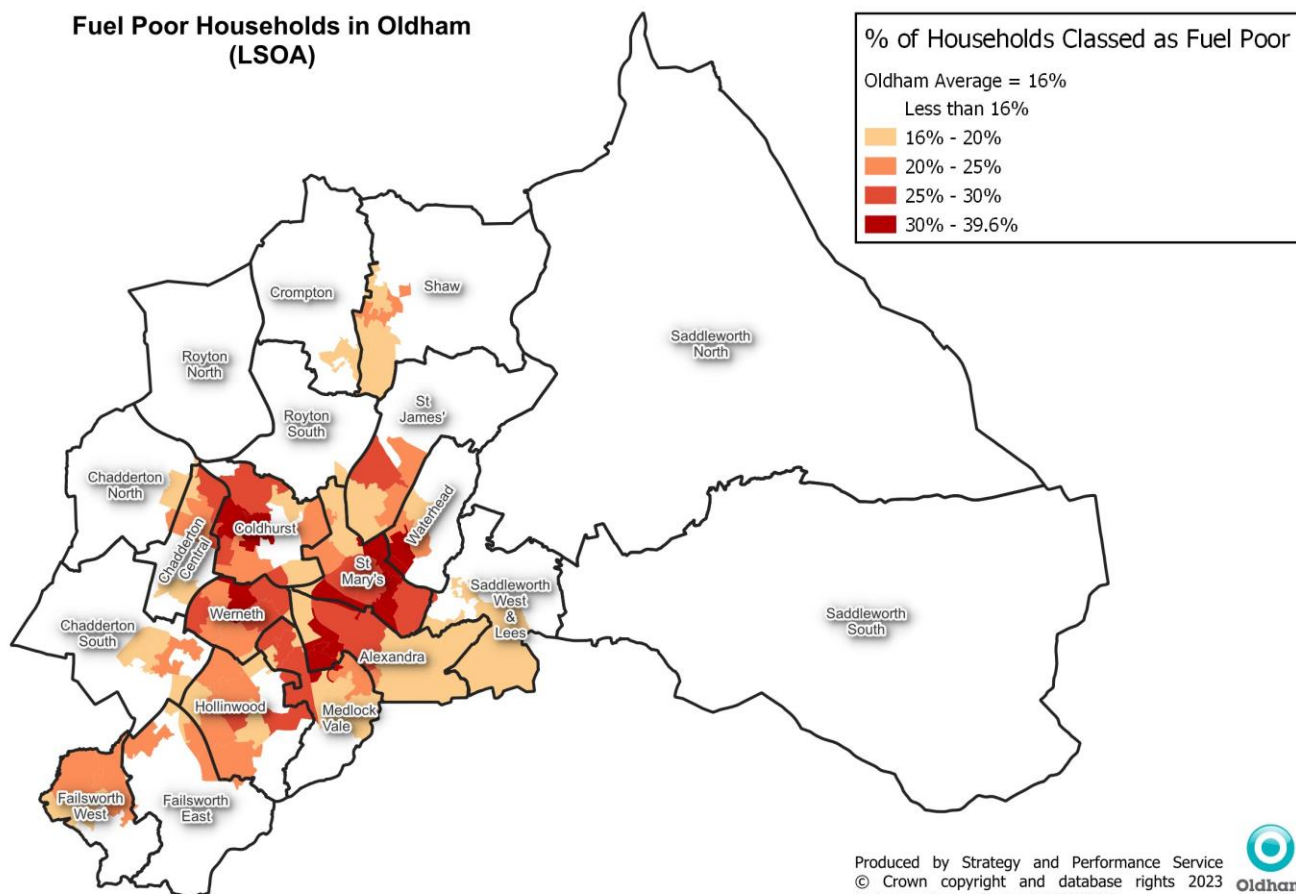 Fuel Poor Households in Oldham
(LSOA)
% of Households Classed as Fuel Poor
Oldham Average = 16%
Less than 16%
16% - 20%
20% - 25%
25% - 30%
30% - 39.6%
Crompton
Shaw
Royton
North
Saddleworth
North
Royton
South
St
James'
Chadderton
North
Coldhurst
Waterhead
Chadderton
Central
St
Mary's
Saddleworth
West
&
Lees
Werneth
Saddleworth
South
Chadderton
South
Alexandra
Hollinwood
Medlock
Vale
Failsworth
West
Failsworth
East
Produced by Strategy and Performance Service
© Crown copyright and database rights 2023
Oldham